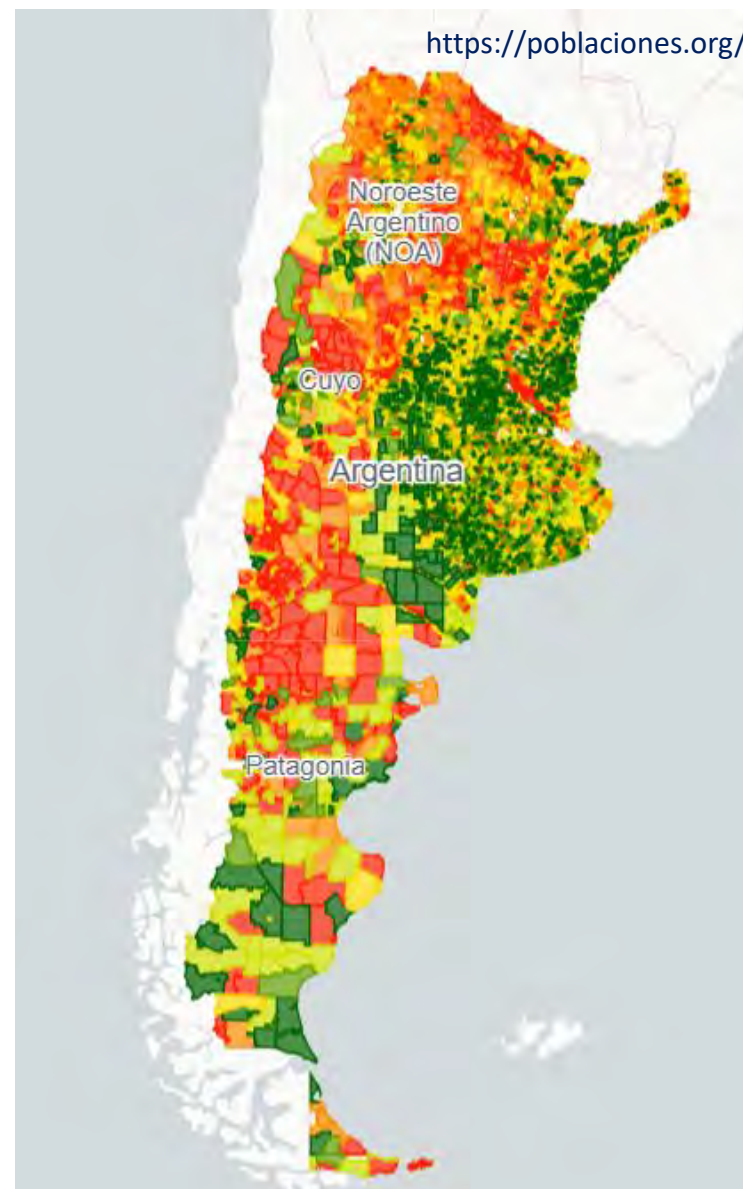 https://poblaciones.org/
Noroeste
Argentino
(NOA)
Cuyo
Argentina
Patagonia